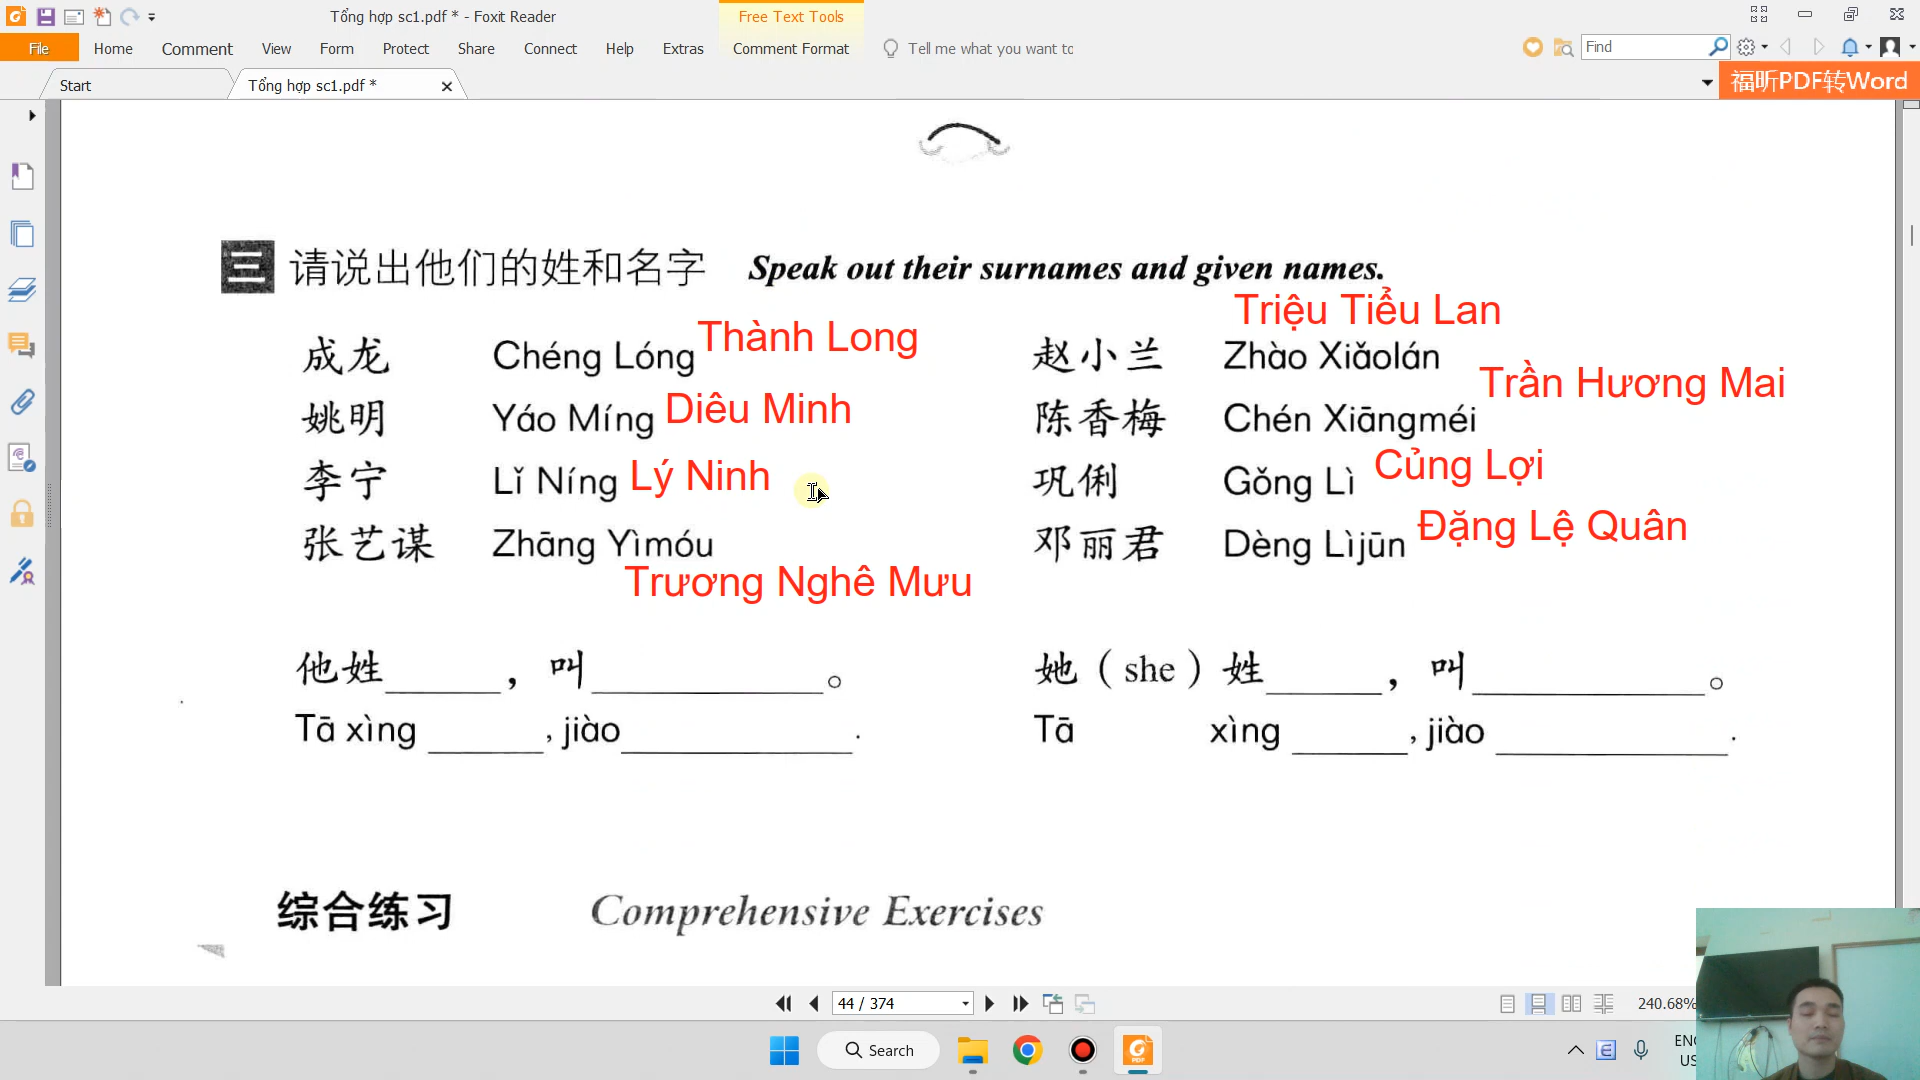 Tổng hợp sc1.pdf * - Foxit Reader
Free Text Tools
File Home Comment View Form Protect Share Connect Help Extras Comment Format Tell me what you want to
Find
Start
Tổng hợp sc1.pdf *
福昕PDF转Word
三 请说出他们的姓和名字 Speak out their surnames and given names.
Triệu Tiểu Lan
成龙 Chéng Lóng Thành Long
赵小兰 Zhào Xiǎolán
Trần Hương Mai
姚明 Yáo Míng Diêu Minh
陈香梅 Chén Xiāngméi
李宁 Lǐ Níng Lý Ninh
巩俐 Gǒng Lì Củng Lợi
张艺谋 Zhāng Yìmóu
邓丽君 Dèng Lìjūn Đặng Lệ Quân
Trương Nghê Mưu
他姓______，叫____________。
她（she）姓______，叫____________。
Tā xìng ______, jiào____________.
Tā xìng ______, jiào ____________.
综合练习 Comprehensive Exercises
44 / 374
240.68%
Search